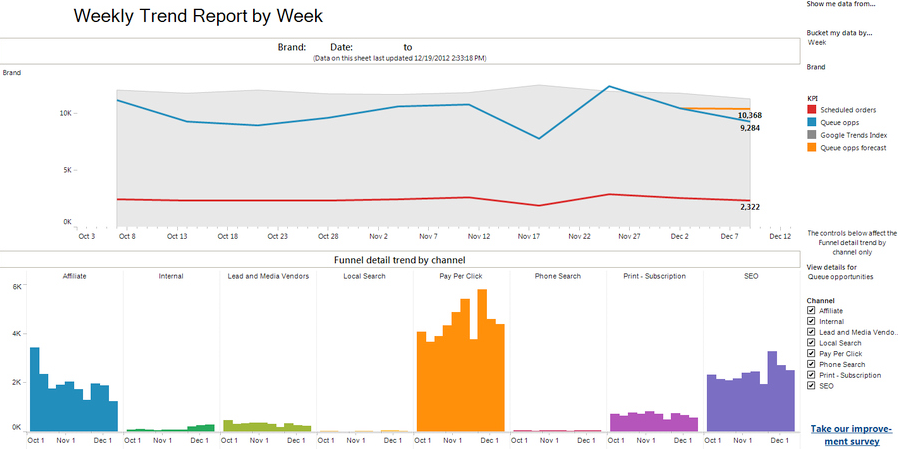 Weekly Trend Report by Week
Show me data from...
Bucket my data by...
Week
Brand: Date: to
(Data on this sheet last updated 12/19/2012 2:33:18 PM)
Brand
Brand
KPI
Scheduled orders
Queue opps
Google Trends Index
Queue opps forecast
10K
5K
0K
10,368
9,284
2,322
Oct 3 Oct 8 Oct 13 Oct 18 Oct 23 Oct 28 Nov 2 Nov 7 Nov 12 Nov 17 Nov 22 Nov 27 Dec 2 Dec 7 Dec 12
The controls below affect the
Funnel detail trend by
channel only
Funnel detail trend by channel
View details for
Queue opportunities
Affiliate Internal Lead and Media Vendors Local Search Pay Per Click Phone Search Print - Subscription SEO
6K
4K
2K
0K
Oct 1 Nov 1 Dec 1 Oct 1 Nov 1 Dec 1 Oct 1 Nov 1 Dec 1 Oct 1 Nov 1 Dec 1 Oct 1 Nov 1 Dec 1 Oct 1 Nov 1 Dec 1 Oct 1 Nov 1 Dec 1 Oct 1 Nov 1 Dec 1
Channel
Affiliate
Internal
Lead and Media Vendo..
Local Search
Pay Per Click
Phone Search
Print - Subscription
SEO
Take our improve-
ment survey